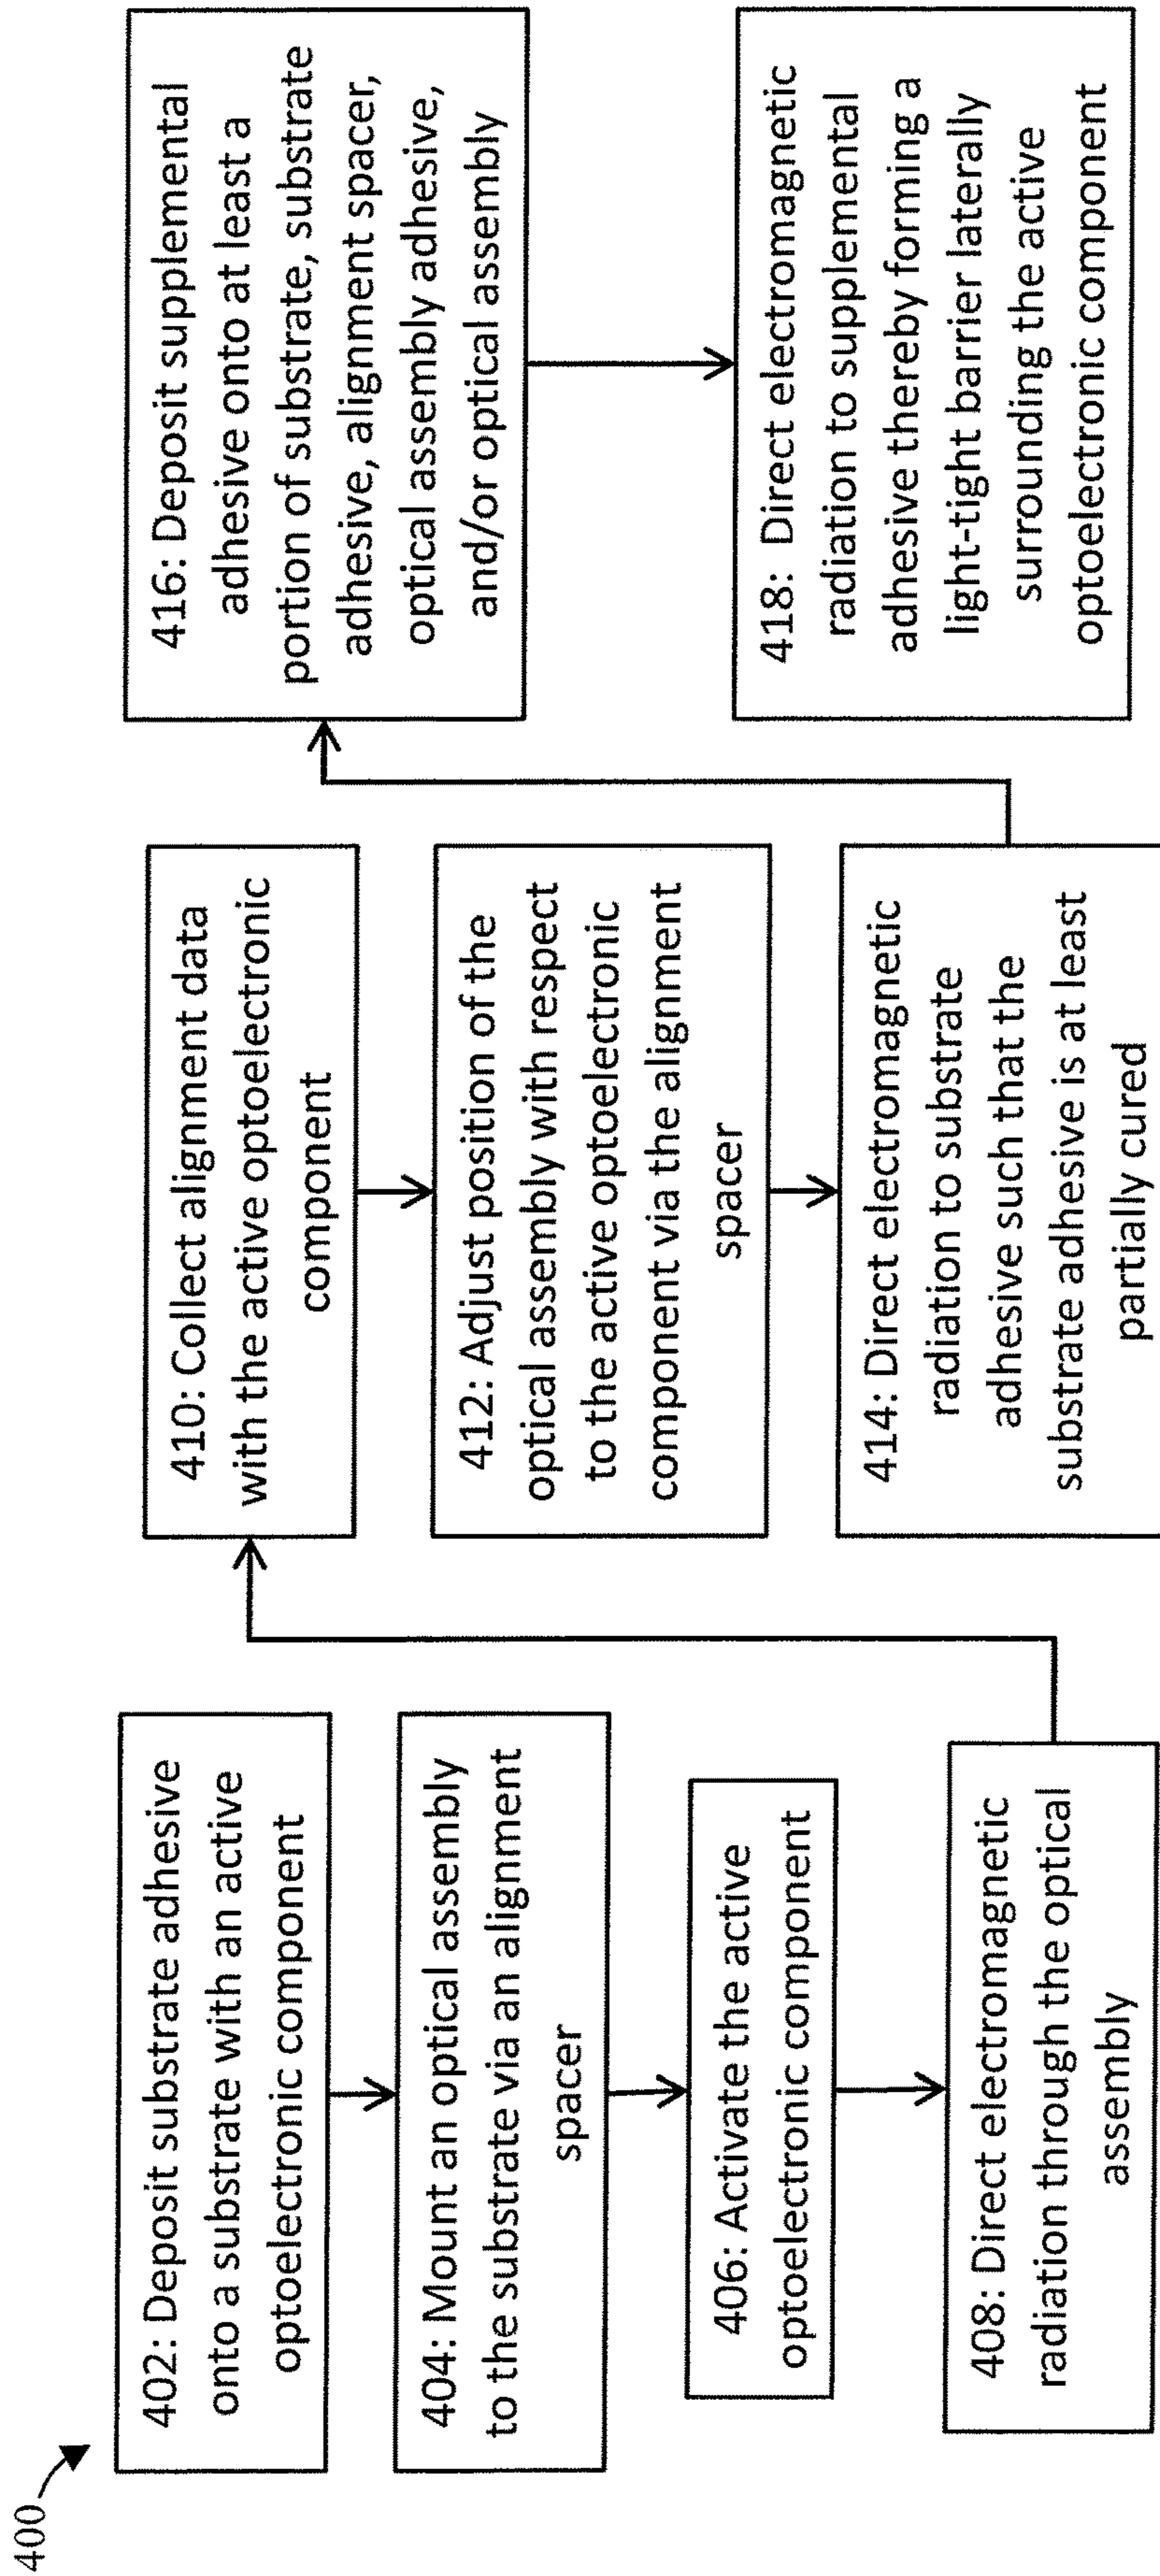 400
402: Deposit substrate adhesive
onto a substrate with an active
optoelectronic component
404: Mount an optical assembly
to the substrate via an alignment
spacer
406: Activate the active
optoelectronic component
408: Direct electromagnetic
radiation through the optical
assembly
410: Collect alignment data
with the active optoelectronic
component
412: Adjust position of the
optical assembly with respect
to the active optoelectronic
component via the alignment
spacer
414: Direct electromagnetic
radiation to substrate
adhesive such that the
substrate adhesive is at least
partially cured
416: Deposit supplemental
adhesive onto at least a
portion of substrate, substrate
adhesive, alignment spacer,
optical assembly adhesive,
and/or optical assembly
418: Direct electromagnetic
radiation to supplemental
adhesive thereby forming a
light-tight barrier laterally
surrounding the active
optoelectronic component